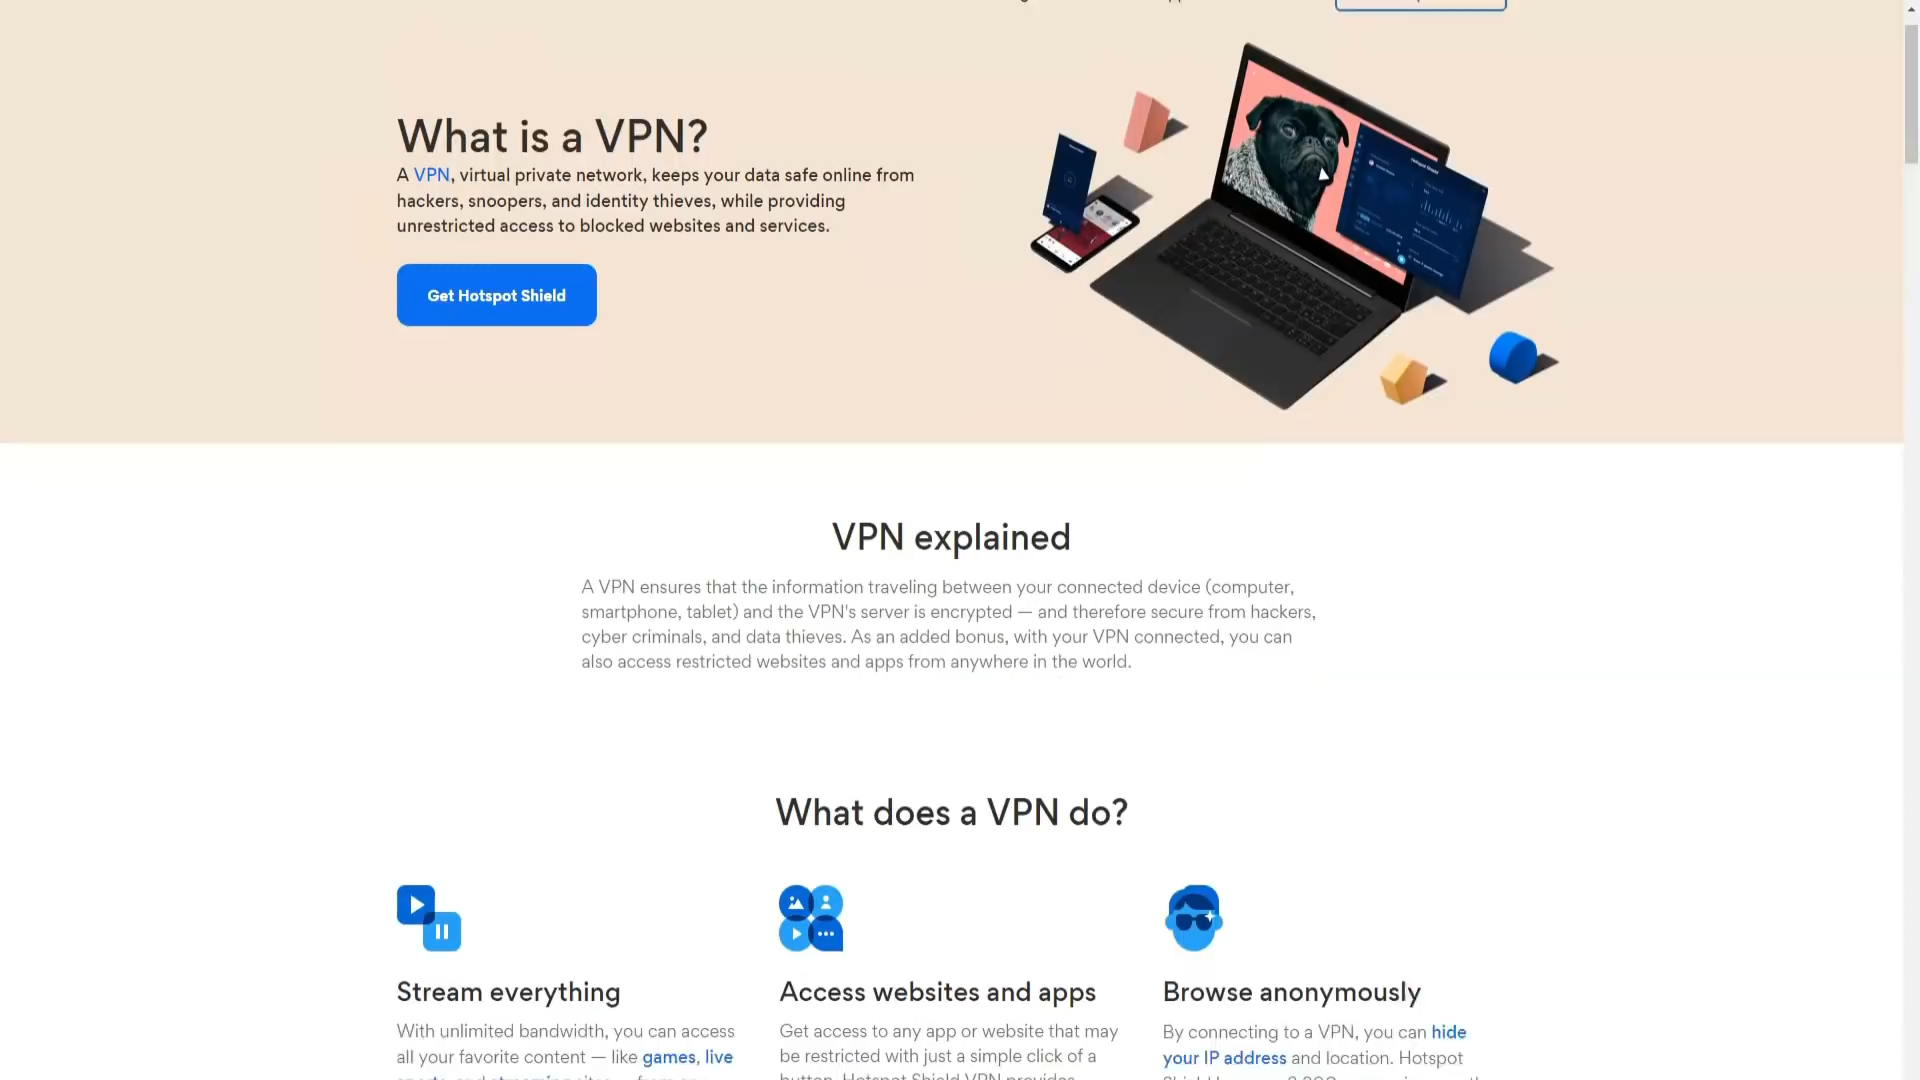 What is a VPN?
A VPN, virtual private network, keeps your data safe online from
hackers, snoopers, and identity thieves, while providing
unrestricted access to blocked websites and services.
Get Hotspot Shield
VPN explained
A VPN ensures that the information traveling between your connected device (computer,
smartphone, tablet) and the VPN's server is encrypted — and therefore secure from hackers,
cyber criminals, and data thieves. As an added bonus, with your VPN connected, you can
also access restricted websites and apps from anywhere in the world.
What does a VPN do?
Stream everything
With unlimited bandwidth, you can access
all your favorite content — like games, live
Access websites and apps
Get access to any app or website that may
be restricted with just a simple click of a
button. Hotspot Shield VPN provides
Browse anonymously
By connecting to a VPN, you can hide
your IP address and location. Hotspot